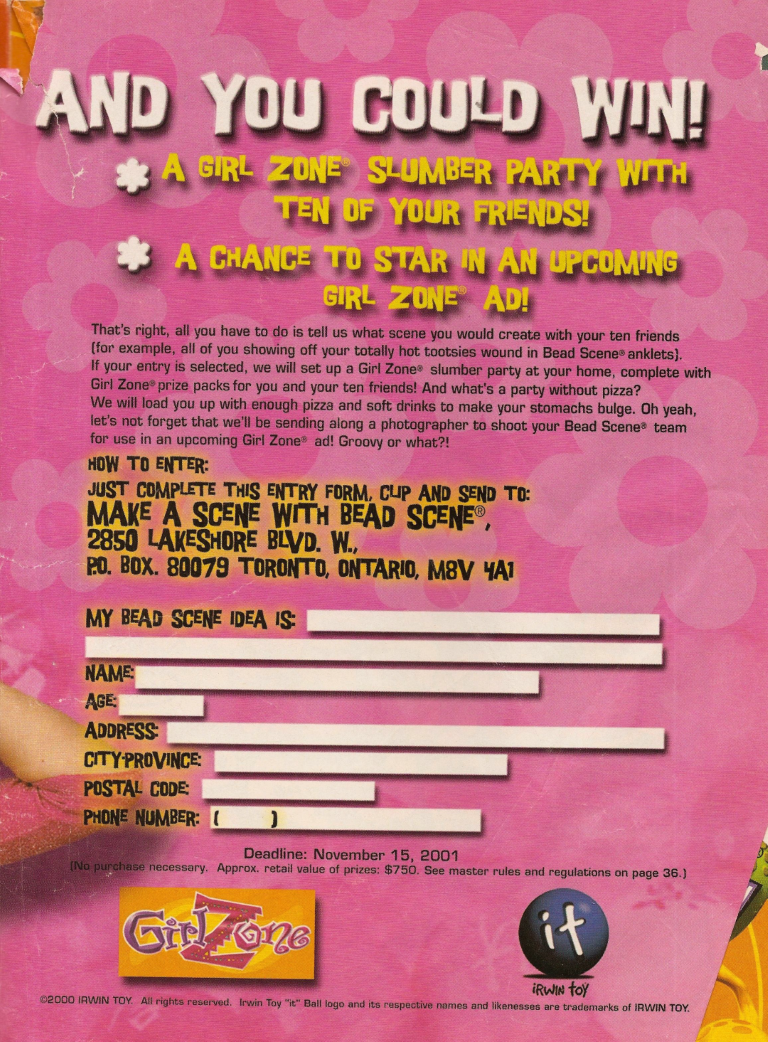 AND YOU COULD WIN!
A GIRL ZONE® SLUMBER PARTY WITH
TEN OF YOUR FRIENDS!
A CHANCE TO STAR IN AN UPCOMING
GIRL ZONE® AD!
That's right, all you have to do is tell us what scene you would create with your ten friends
(for example, all of you showing off your totally hot tootsies wound in Bead Scene® anklets).
If your entry is selected, we will set up a Girl Zone® slumber party at your home, complete with
Girl Zone® prize packs for you and your ten friends! And what's a party without pizza?
We will load you up with enough pizza and soft drinks to make your stomachs bulge. Oh yeah,
let's not forget that we'll be sending along a photographer to shoot your Bead Scene® team
for use in an upcoming Girl Zone® ad! Groovy or what?!
HOW TO ENTER:
JUST COMPLETE THIS ENTRY FORM, CLIP AND SEND TO:
MAKE A SCENE WITH BEAD SCENE®,
2850 LAKESHORE BLVD. W.,
P.O. BOX. 80079 TORONTO, ONTARIO, M8V 4A1
MY BEAD SCENE IDEA IS:
NAME:
AGE:
ADDRESS:
CITY-PROVINCE:
POSTAL CODE:
PHONE NUMBER: (    )
Deadline: November 15, 2001
(No purchase necessary. Approx. retail value of prizes: $750. See master rules and regulations on page 36.)
Girl Zone
it
IRWIN TOY
©2000 IRWIN TOY. All rights reserved. Irwin Toy "it" Ball logo and its respective names and likenesses are trademarks of IRWIN TOY.